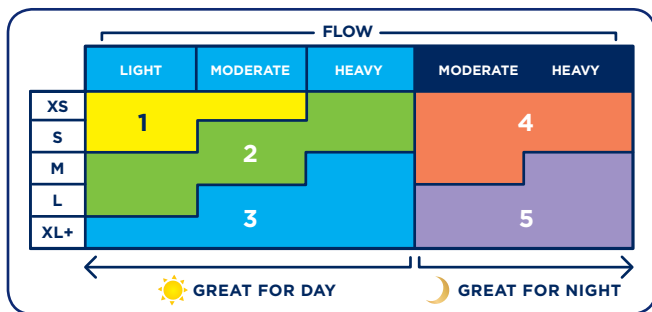 FLOW
LIGHT MODERATE HEAVY MODERATE HEAVY
XS
1 4
S
2
M
L
3 5
XL+
GREAT FOR DAY GREAT FOR NIGHT